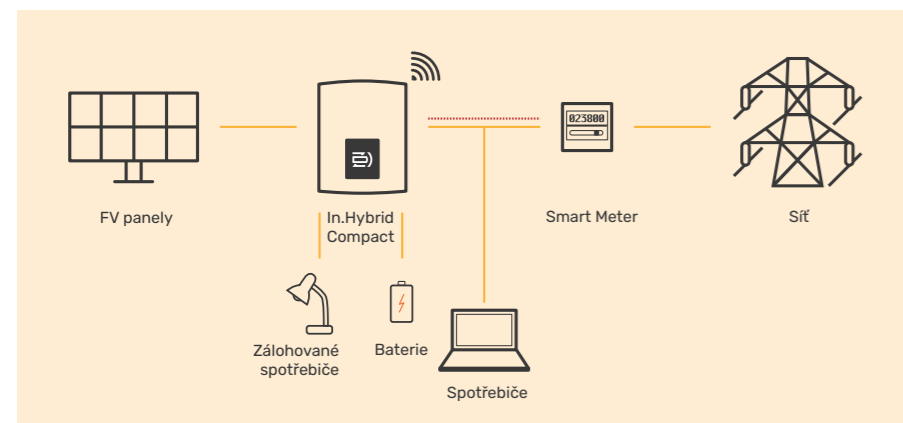 023800
FV panely
In.Hybrid
Compact
Smart Meter
Síť
Zálohované
spotřebiče
Baterie
Spotřebiče